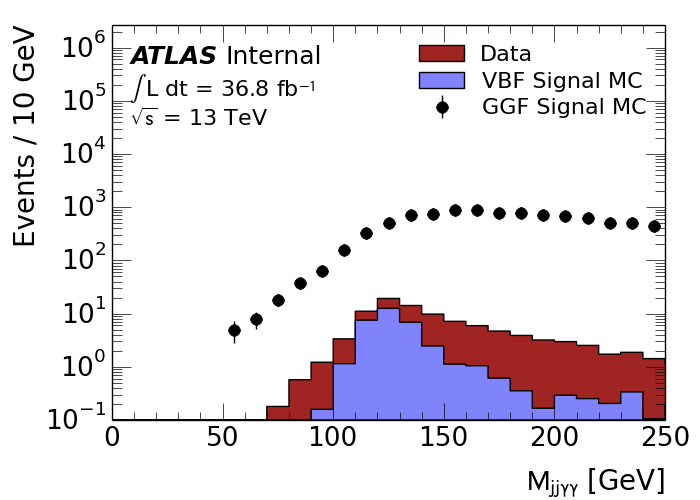 ATLAS Internal
∫L dt = 36.8 fb⁻¹
√s = 13 TeV
Data
VBF Signal MC
GGF Signal MC
Events / 10 GeV
10⁶
10⁵
10⁴
10³
10²
10¹
10⁰
10⁻¹
0 50 100 150 200 250
Mjjγγ [GeV]